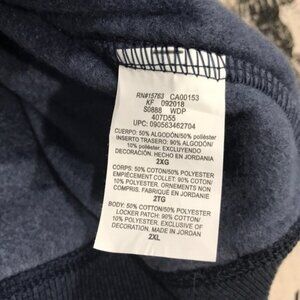 RN#15763 CA00153
KF 092018
S0888 WDP
407D55
UPC: 090563462704
CUERPO: 50% ALGODÓN/50% poliéster
INSERTO TRASERO: 90% ALGODÓN/
10% poliéster. EXCLUYENDO
DECORACIÓN. HECHO EN JORDANIA
2XG
CORPS: 50% COTON/50% POLYESTER
EMPIÈCEMENT COLLET: 90% COTON/
10% POLYESTER. ORNEMENTS NON
COMPRIS. FABRIQUÉ EN JORDANIE
2TG
BODY: 50% COTTON/50% POLYESTER
LOCKER PATCH: 90% COTTON/
10% POLYESTER. EXCLUSIVE OF
DECORATION. MADE IN JORDAN
2XL